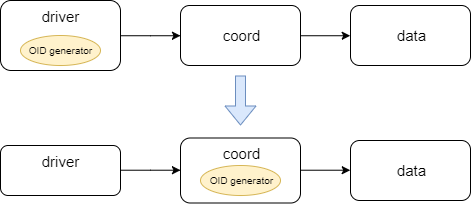 driver
OID generator
coord
data
driver
coord
OID generator
data